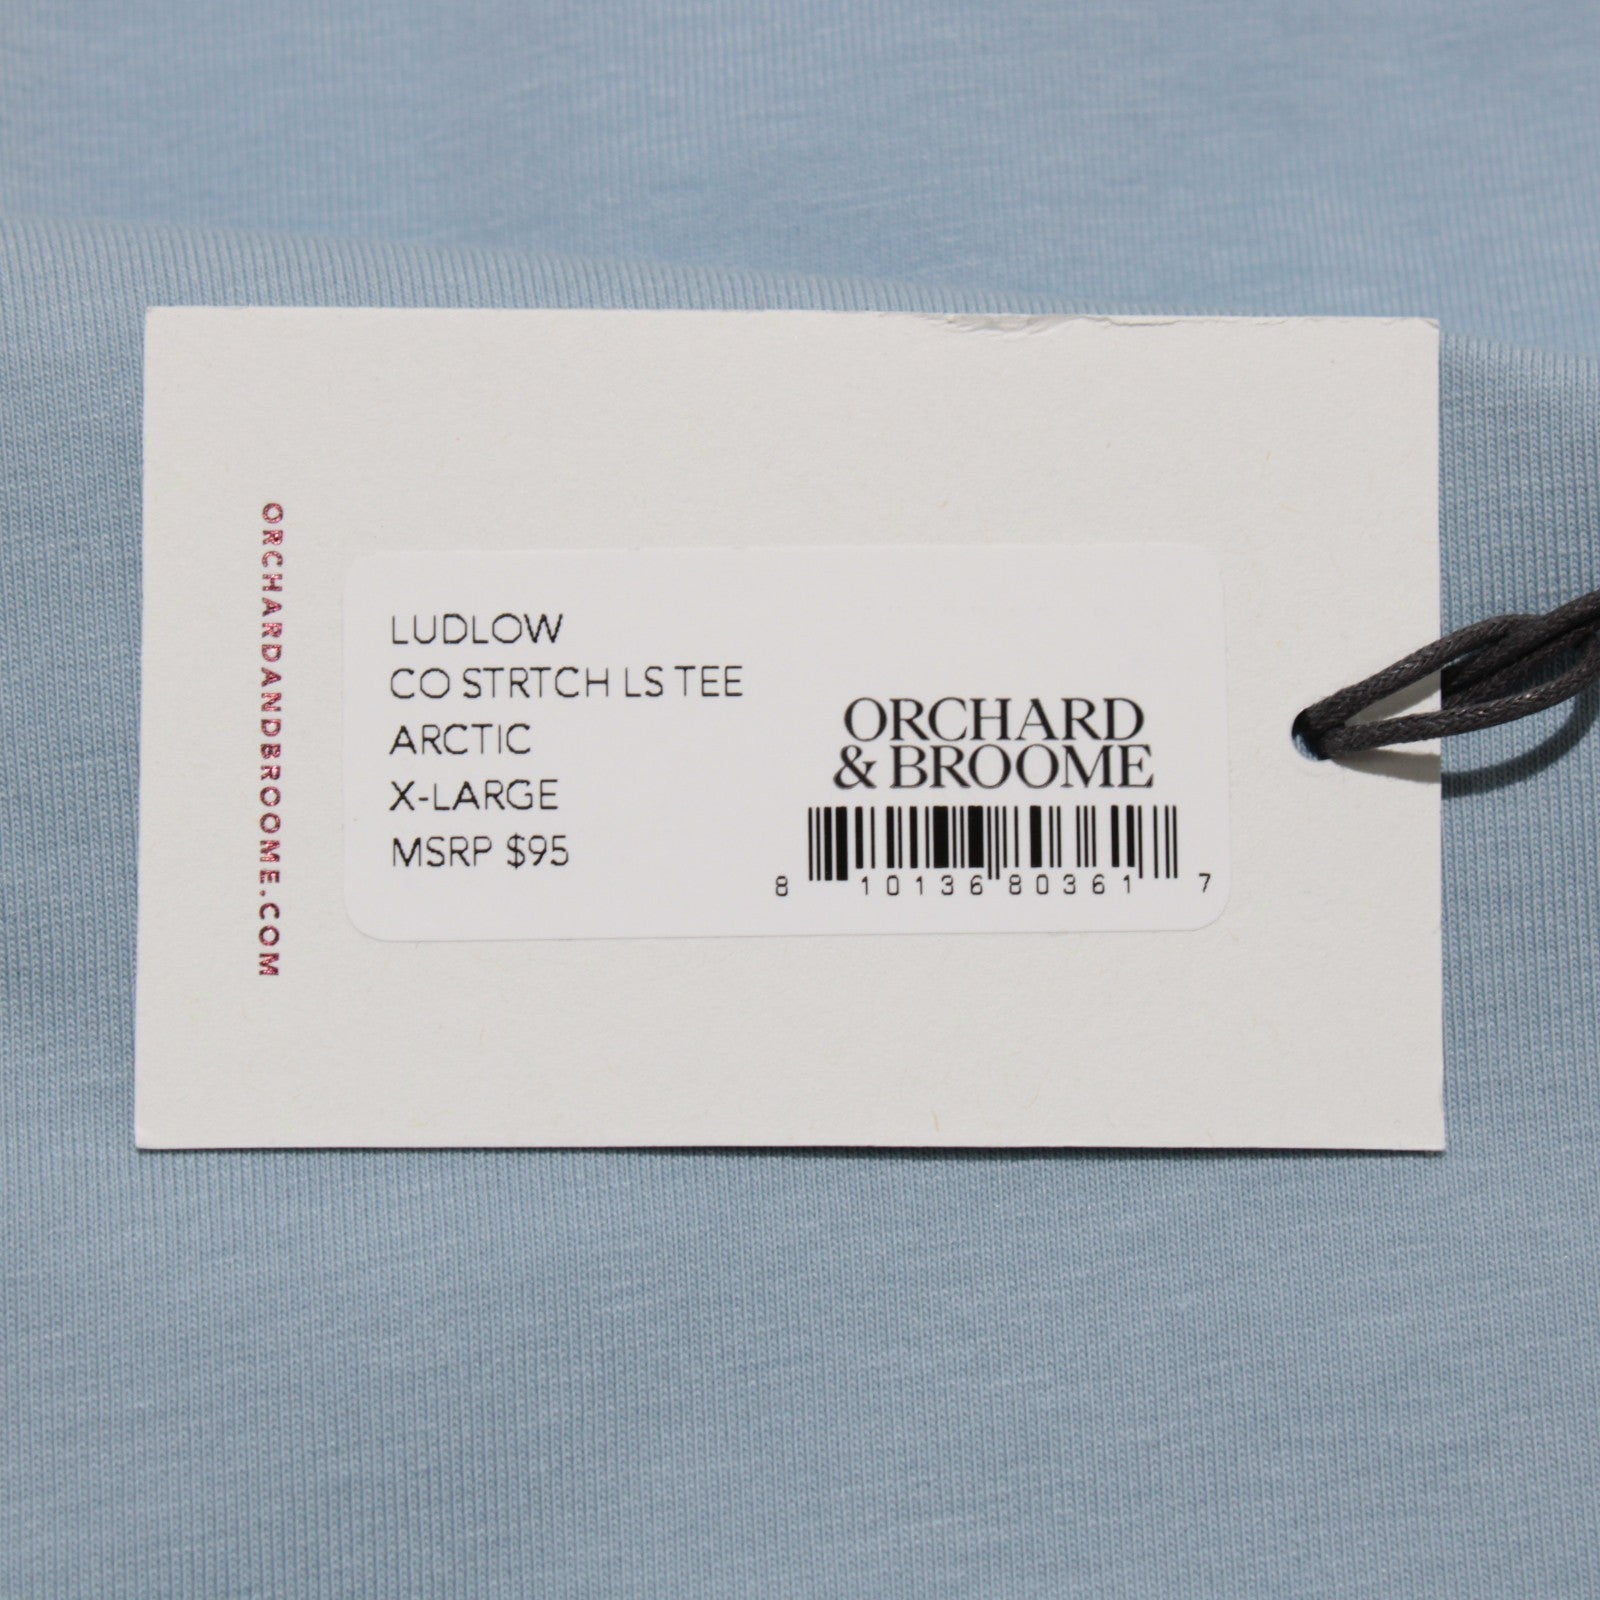 ORCHARDANDBROOME.COM
LUDLOW
CO STRTCH LS TEE
ARCTIC
X-LARGE
MSRP $95
ORCHARD
& BROOME
8 10136 80361 7